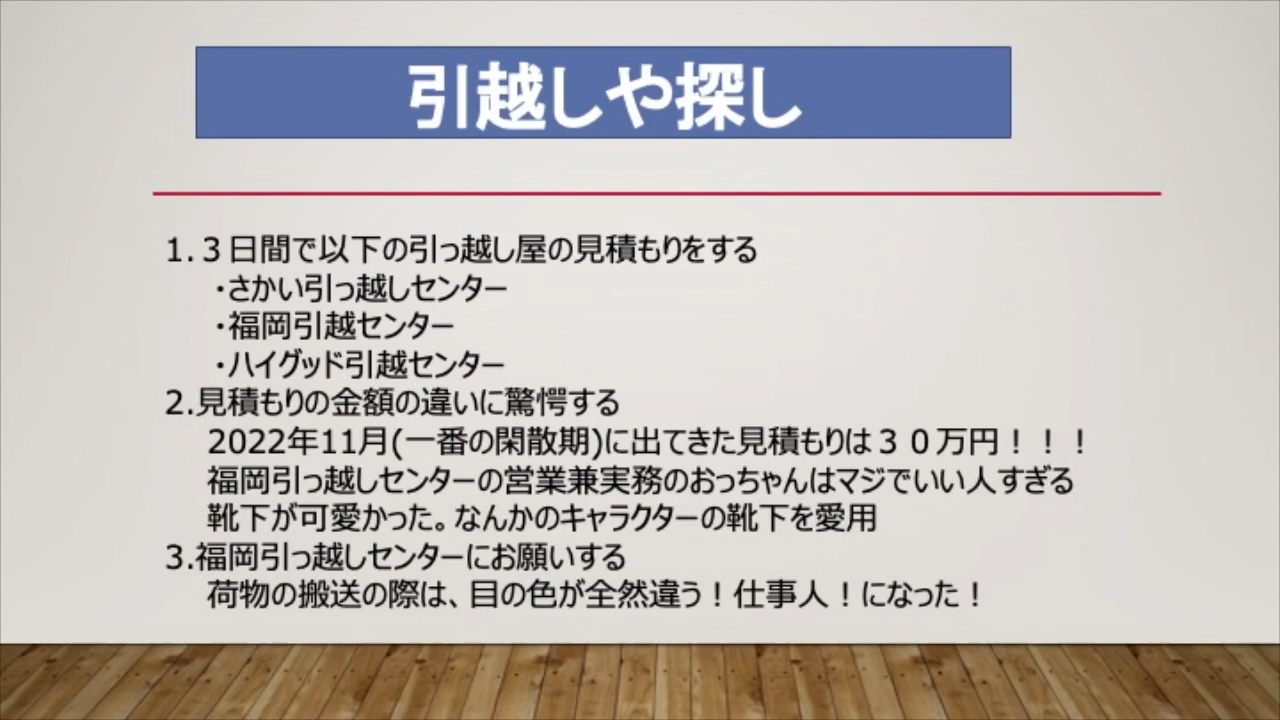 引越しや探し
1.３日間で以下の引っ越し屋の見積もりをする
・さかい引っ越しセンター
・福岡引越センター
・ハイグッド引越センター
2.見積もりの金額の違いに驚愕する
2022年11月(一番の閑散期)に出てきた見積もりは３０万円！！！
福岡引っ越しセンターの営業兼実務のおっちゃんはマジでいい人すぎる
靴下が可愛かった。なんかのキャラクターの靴下を愛用
3.福岡引っ越しセンターにお願いする
荷物の搬送の際は、目の色が全然違う！仕事人！になった！